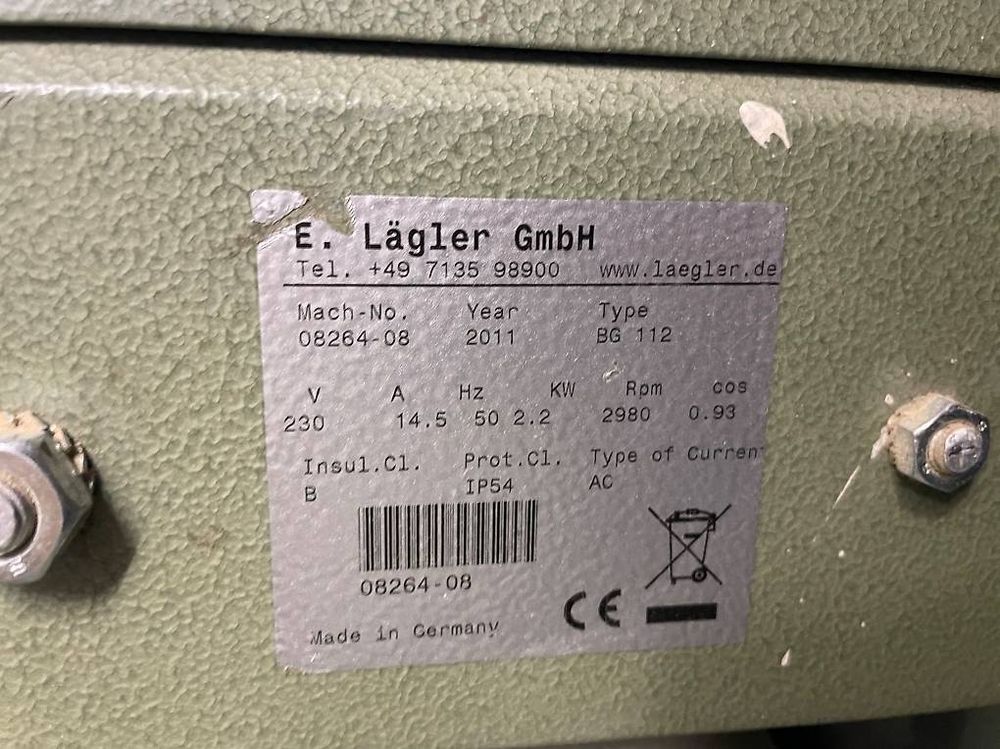 E. Lägler GmbH
Tel. +49 7135 98900 www.laegler.de
Mach-No. Year Type
08264-08 2011 BG 112
V A Hz KW Rpm cos
230 14.5 50 2.2 2980 0.93
Insul.Cl. Prot.Cl. Type of Curren
B IP54 AC
08264-08
CE
Made in Germany